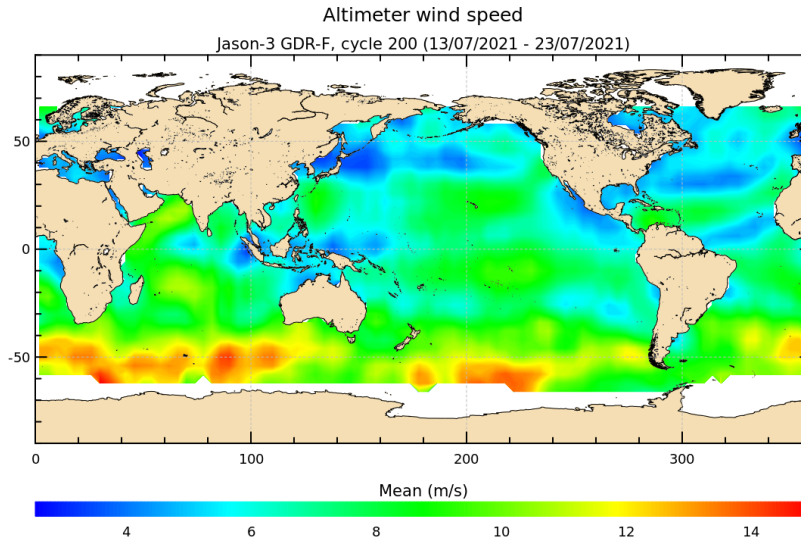 Altimeter wind speed
Jason-3 GDR-F, cycle 200 (13/07/2021 - 23/07/2021)
50
0
-50
0 100 200 300
Mean (m/s)
4 6 8 10 12 14